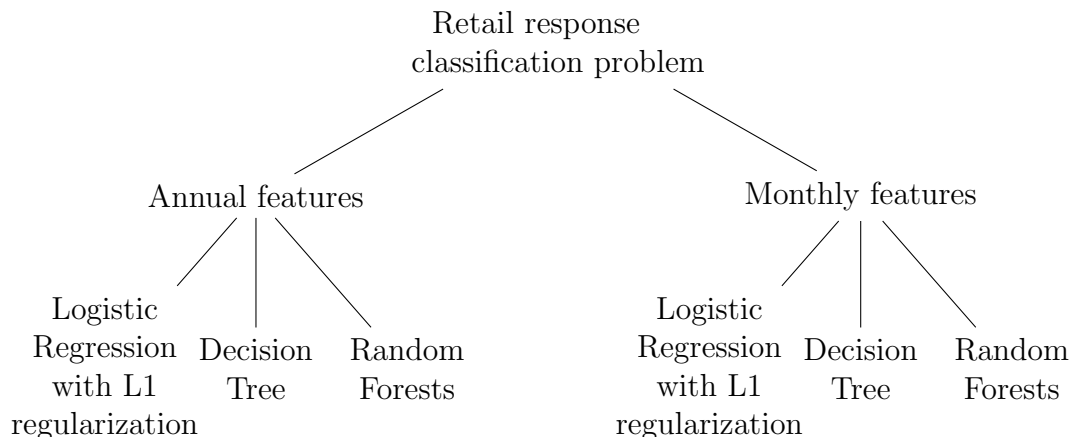 Retail response
classification problem
Annual features
Monthly features
Logistic
Regression
with L1
regularization
Decision
Tree
Random
Forests
Logistic
Regression
with L1
regularization
Decision
Tree
Random
Forests